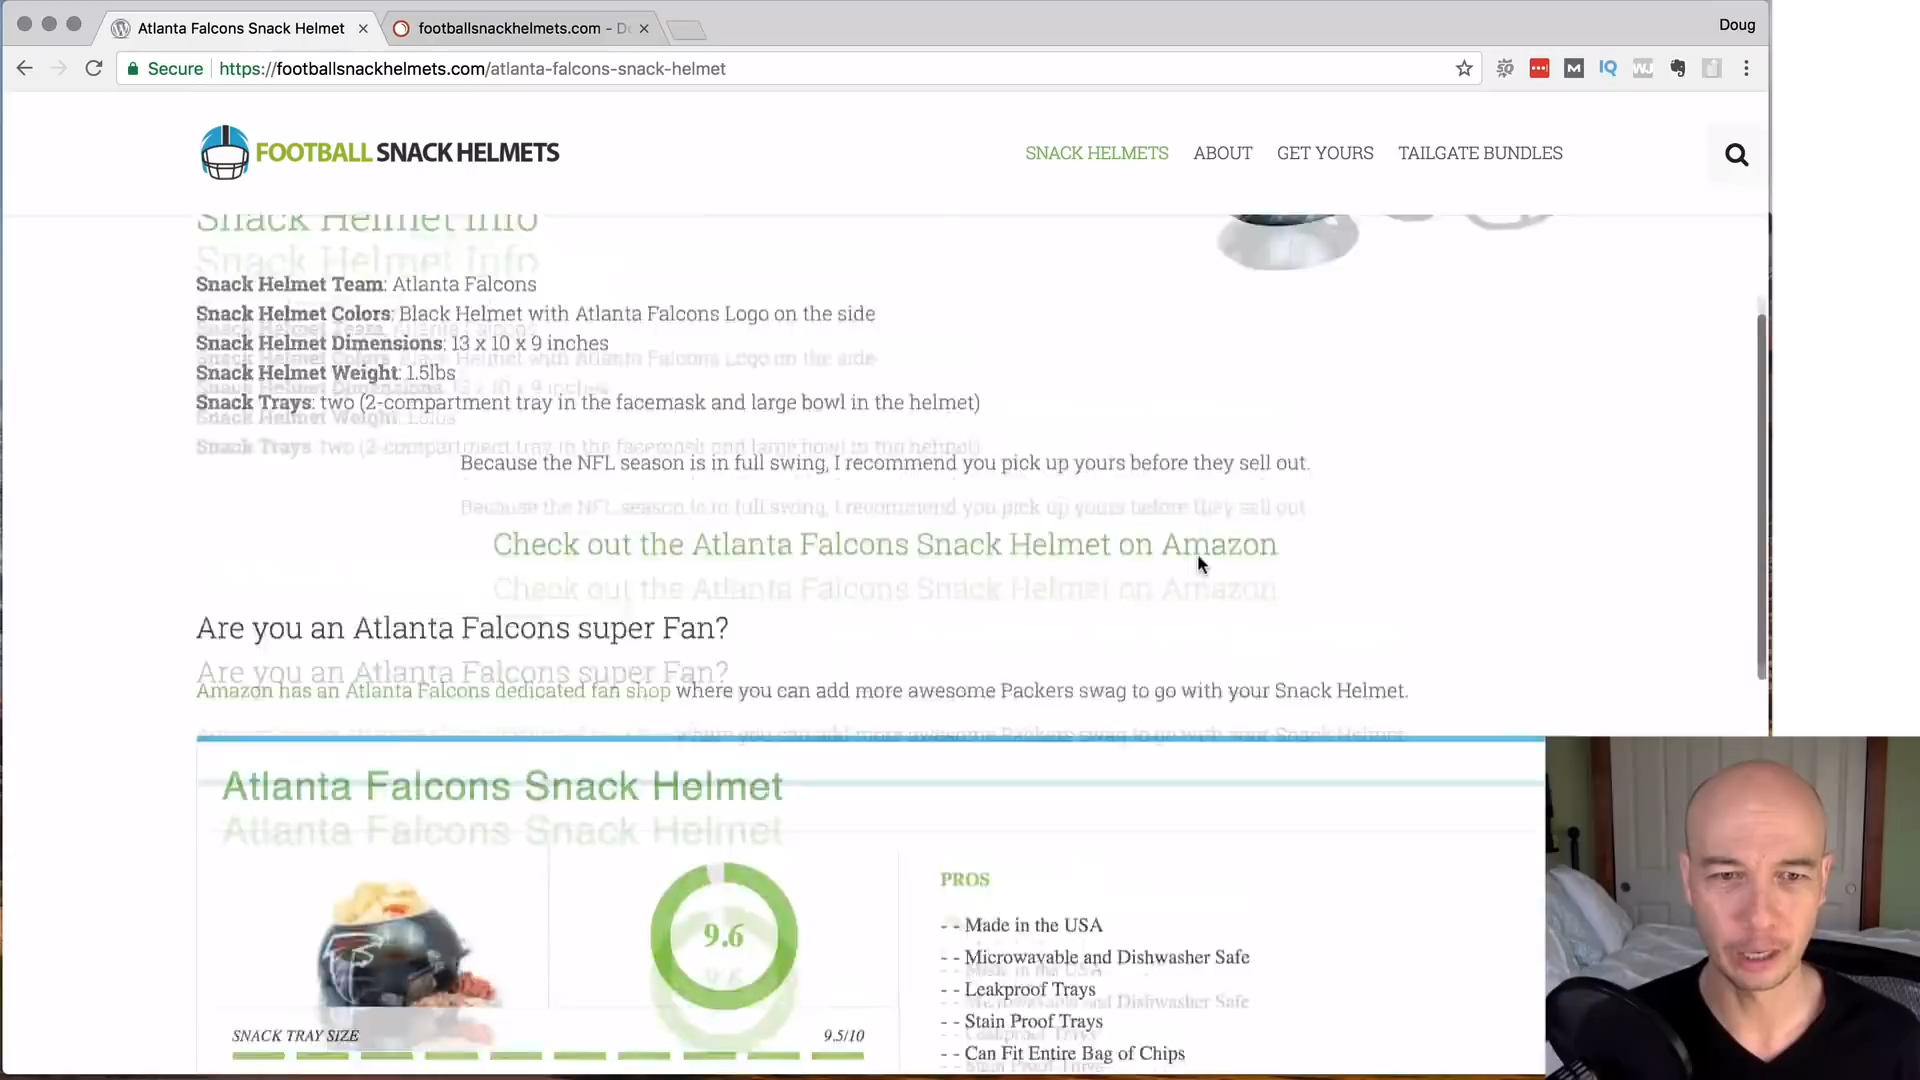 Atlanta Falcons Snack Helmet
footballsnackhelmets.com - D
Doug
Secure
https://footballsnackhelmets.com/atlanta-falcons-snack-helmet
FOOTBALL SNACK HELMETS
SNACK HELMETS
ABOUT
GET YOURS
TAILGATE BUNDLES
Snack Helmet Info
Snack Helmet Team: Atlanta Falcons
Snack Helmet Colors: Black Helmet with Atlanta Falcons Logo on the side
Snack Helmet Dimensions: 13 x 10 x 9 inches
Snack Helmet Weight: 1.5lbs
Snack Trays: two (2-compartment tray in the facemask and large bowl in the helmet)
Because the NFL season is in full swing, I recommend you pick up yours before they sell out.
Check out the Atlanta Falcons Snack Helmet on Amazon
Are you an Atlanta Falcons super Fan?
Amazon has an Atlanta Falcons dedicated fan shop where you can add more awesome Packers swag to go with your Snack Helmet.
Atlanta Falcons Snack Helmet
9.6
SNACK TRAY SIZE
9.5/10
PROS
- - Made in the USA
- - Microwavable and Dishwasher Safe
- - Leakproof Trays
- - Stain Proof Trays
- - Can Fit Entire Bag of Chips